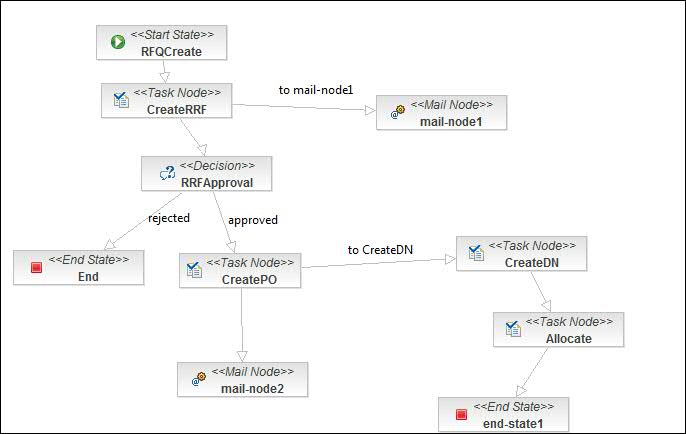 <<Start State>>
RFQCreate
<<Task Node>>
CreateRRF
to mail-node1
<<Mail Node>>
mail-node1
<<Decision>>
RRFApproval
rejected
approved
<<End State>>
End
<<Task Node>>
CreatePO
to CreateDN
<<Task Node>>
CreateDN
<<Task Node>>
Allocate
<<Mail Node>>
mail-node2
<<End State>>
end-state1